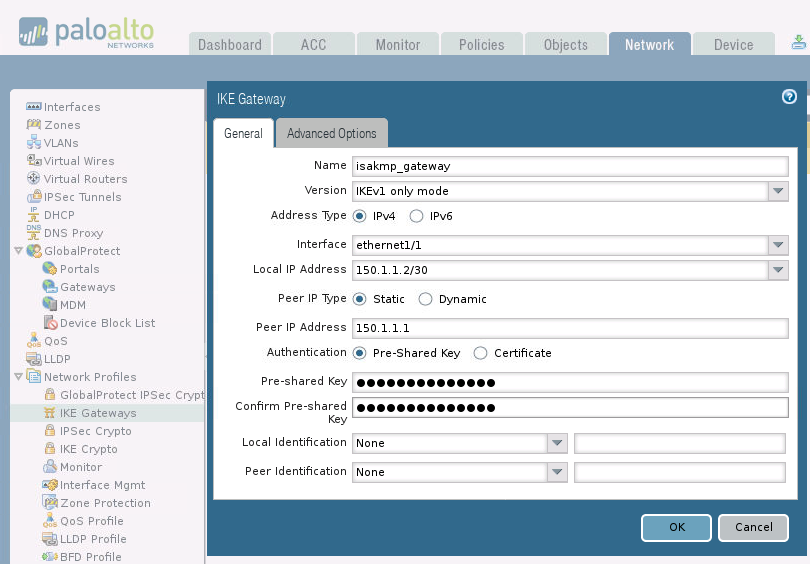 paloalto
NETWORKS
Dashboard ACC Monitor Policies Objects Network Device
Interfaces
Zones
VLANs
Virtual Wires
Virtual Routers
IPSec Tunnels
DHCP
DNS Proxy
GlobalProtect
Portals
Gateways
MDM
Device Block List
QoS
LLDP
Network Profiles
GlobalProtect IPSec Crypt
IKE Gateways
IPSec Crypto
IKE Crypto
Monitor
Interface Mgmt
Zone Protection
QoS Profile
LLDP Profile
BFD Profile
IKE Gateway
General Advanced Options
Name isakmp_gateway
Version IKEv1 only mode
Address Type IPv4 IPv6
Interface ethernet1/1
Local IP Address 150.1.1.2/30
Peer IP Type Static Dynamic
Peer IP Address 150.1.1.1
Authentication Pre-Shared Key Certificate
Pre-shared Key ●●●●●●●●●●●●●●
Confirm Pre-shared ●●●●●●●●●●●●●●
Key
Local Identification None
Peer Identification None
OK Cancel